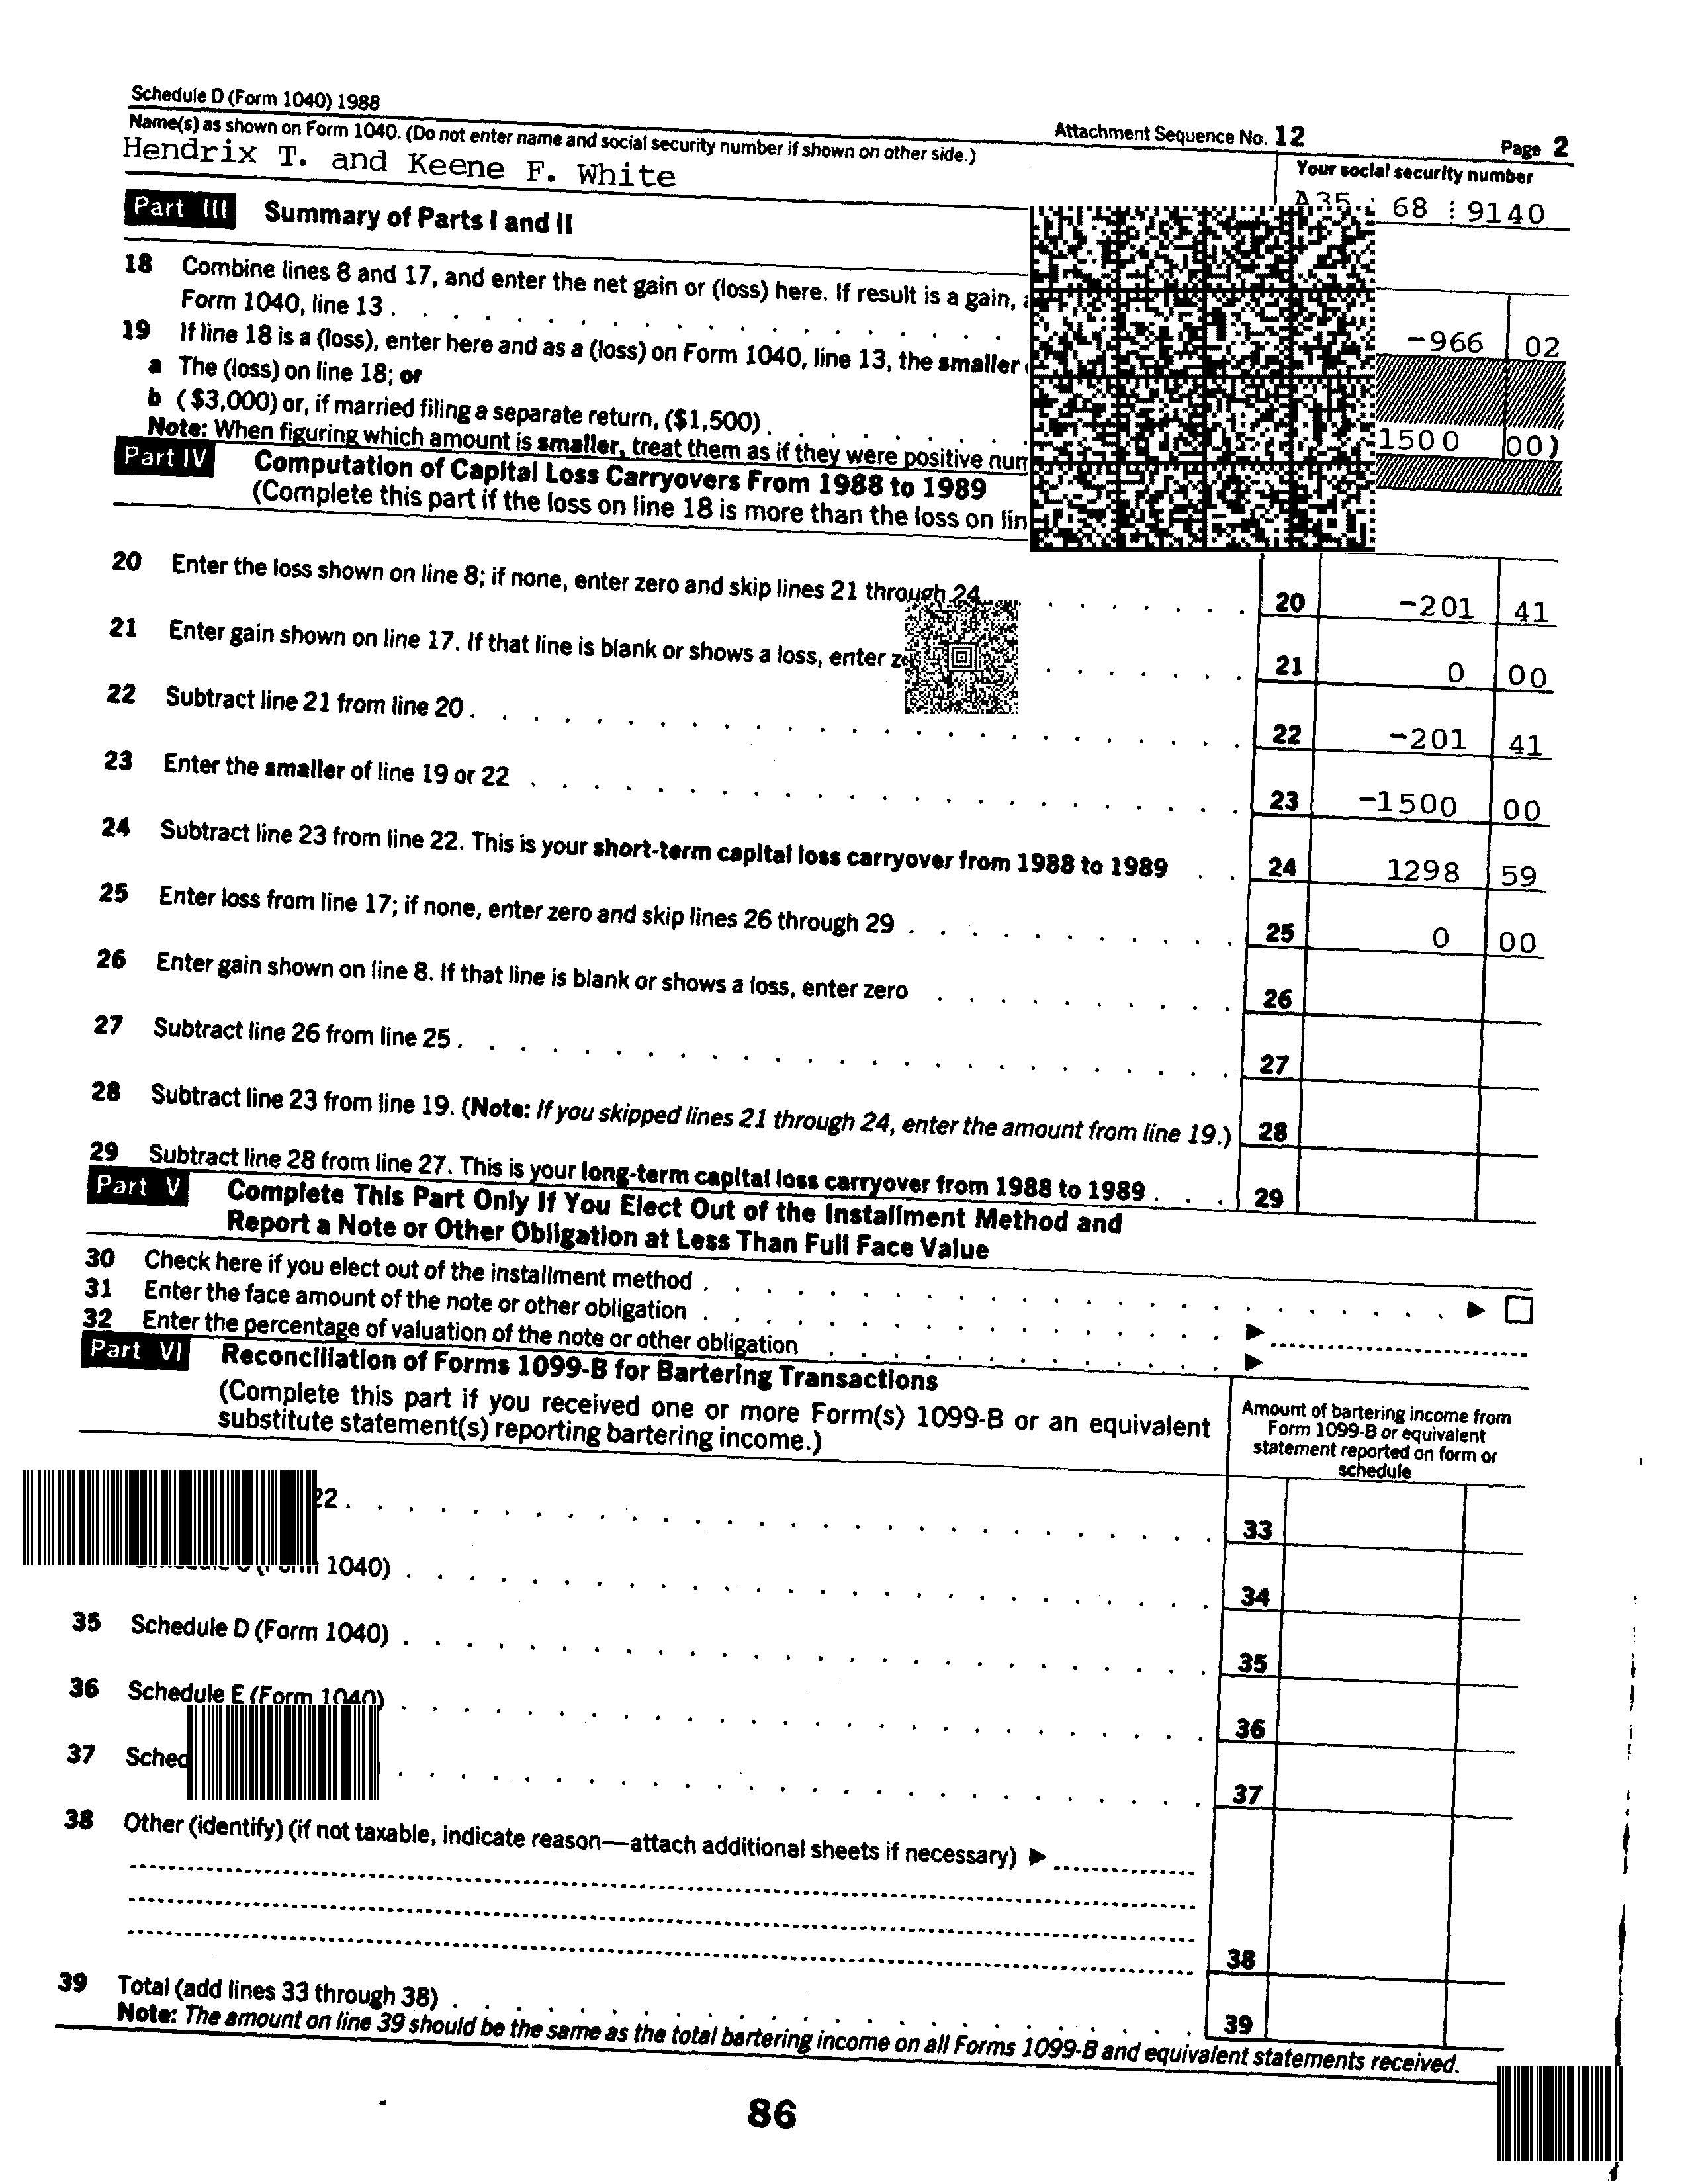 Schedule D (Form 1040) 1988
Attachment Sequence No. 12
Page 2
Name(s) as shown on Form 1040. (Do not enter name and social security number if shown on other side.)
Your social security number
Hendrix T. and Keene F. White
A35 68 9140
Part III Summary of Parts I and II
18 Combine lines 8 and 17, and enter the net gain or (loss) here. If result is a gain,
Form 1040, line 13 . . . . . . . . . . . . . . . . . . . . -966 02
19 If line 18 is a (loss), enter here and as a (loss) on Form 1040, line 13, the smaller
a The (loss) on line 18; or
b ($3,000) or, if married filing a separate return, ($1,500) . . . . . . . . . 1500 00)
Note: When figuring which amount is smaller, treat them as if they were positive
Part IV Computation of Capital Loss Carryovers From 1988 to 1989
(Complete this part if the loss on line 18 is more than the loss on
20 Enter the loss shown on line 8; if none, enter zero and skip lines 21 through 24 . . . . . . . 20 -201 41
21 Enter gain shown on line 17. If that line is blank or shows a loss, enter . . . . . . . 21 0 00
22 Subtract line 21 from line 20 . . . . . . . . . . . . . . . . . . . . . . . . 22 -201 41
23 Enter the smaller of line 19 or 22 . . . . . . . . . . . . . . . . . . . . . . . 23 -1500 00
24 Subtract line 23 from line 22. This is your short-term capital loss carryover from 1988 to 1989 . . 24 1298 59
25 Enter loss from line 17; if none, enter zero and skip lines 26 through 29 . . . . . . . . . . . 25 0 00
26 Enter gain shown on line 8. If that line is blank or shows a loss, enter zero . . . . . . . . . . 26
27 Subtract line 26 from line 25 . . . . . . . . . . . . . . . . . . . . . . . . . 27
28 Subtract line 23 from line 19. (Note: If you skipped lines 21 through 24, enter the amount from line 19.) 28
29 Subtract line 28 from line 27. This is your long-term capital loss carryover from 1988 to 1989 . . . 29
Part V Complete This Part Only If You Elect Out of the Installment Method and
Report a Note or Other Obligation at Less Than Full Face Value
30 Check here if you elect out of the installment method . . . . . . . . . . . . . . . . . . . . . . . . ▶ □
31 Enter the face amount of the note or other obligation . . . . . . . . . . . . . . . . . ▶
32 Enter the percentage of valuation of the note or other obligation . . . . . . . . . . . . . ▶
Part VI Reconciliation of Forms 1099-B for Bartering Transactions
(Complete this part if you received one or more Form(s) 1099-B or an equivalent
substitute statement(s) reporting bartering income.)
Amount of bartering income from
Form 1099-B or equivalent
statement reported on form or
schedule
22 . . . . . . . . . . . . . . . . . . . . . . . . . . . . 33
1040) . . . . . . . . . . . . . . . . . . . . . . . . . . 34
35 Schedule D (Form 1040) . . . . . . . . . . . . . . . . . . . . . . . . . . 35
36 Schedule E (Form 1040) . . . . . . . . . . . . . . . . . . . . . . . . . . 36
37 . . . . . . . . . . . . . . . . . . . . . . . . . . 37
38 Other (identify) (if not taxable, indicate reason—attach additional sheets if necessary) ▶
38
39 Total (add lines 33 through 38) . . . . . . . . . . . . . . . . . . . . . . . . 39
Note: The amount on line 39 should be the same as the total bartering income on all Forms 1099-B and equivalent statements received.
86